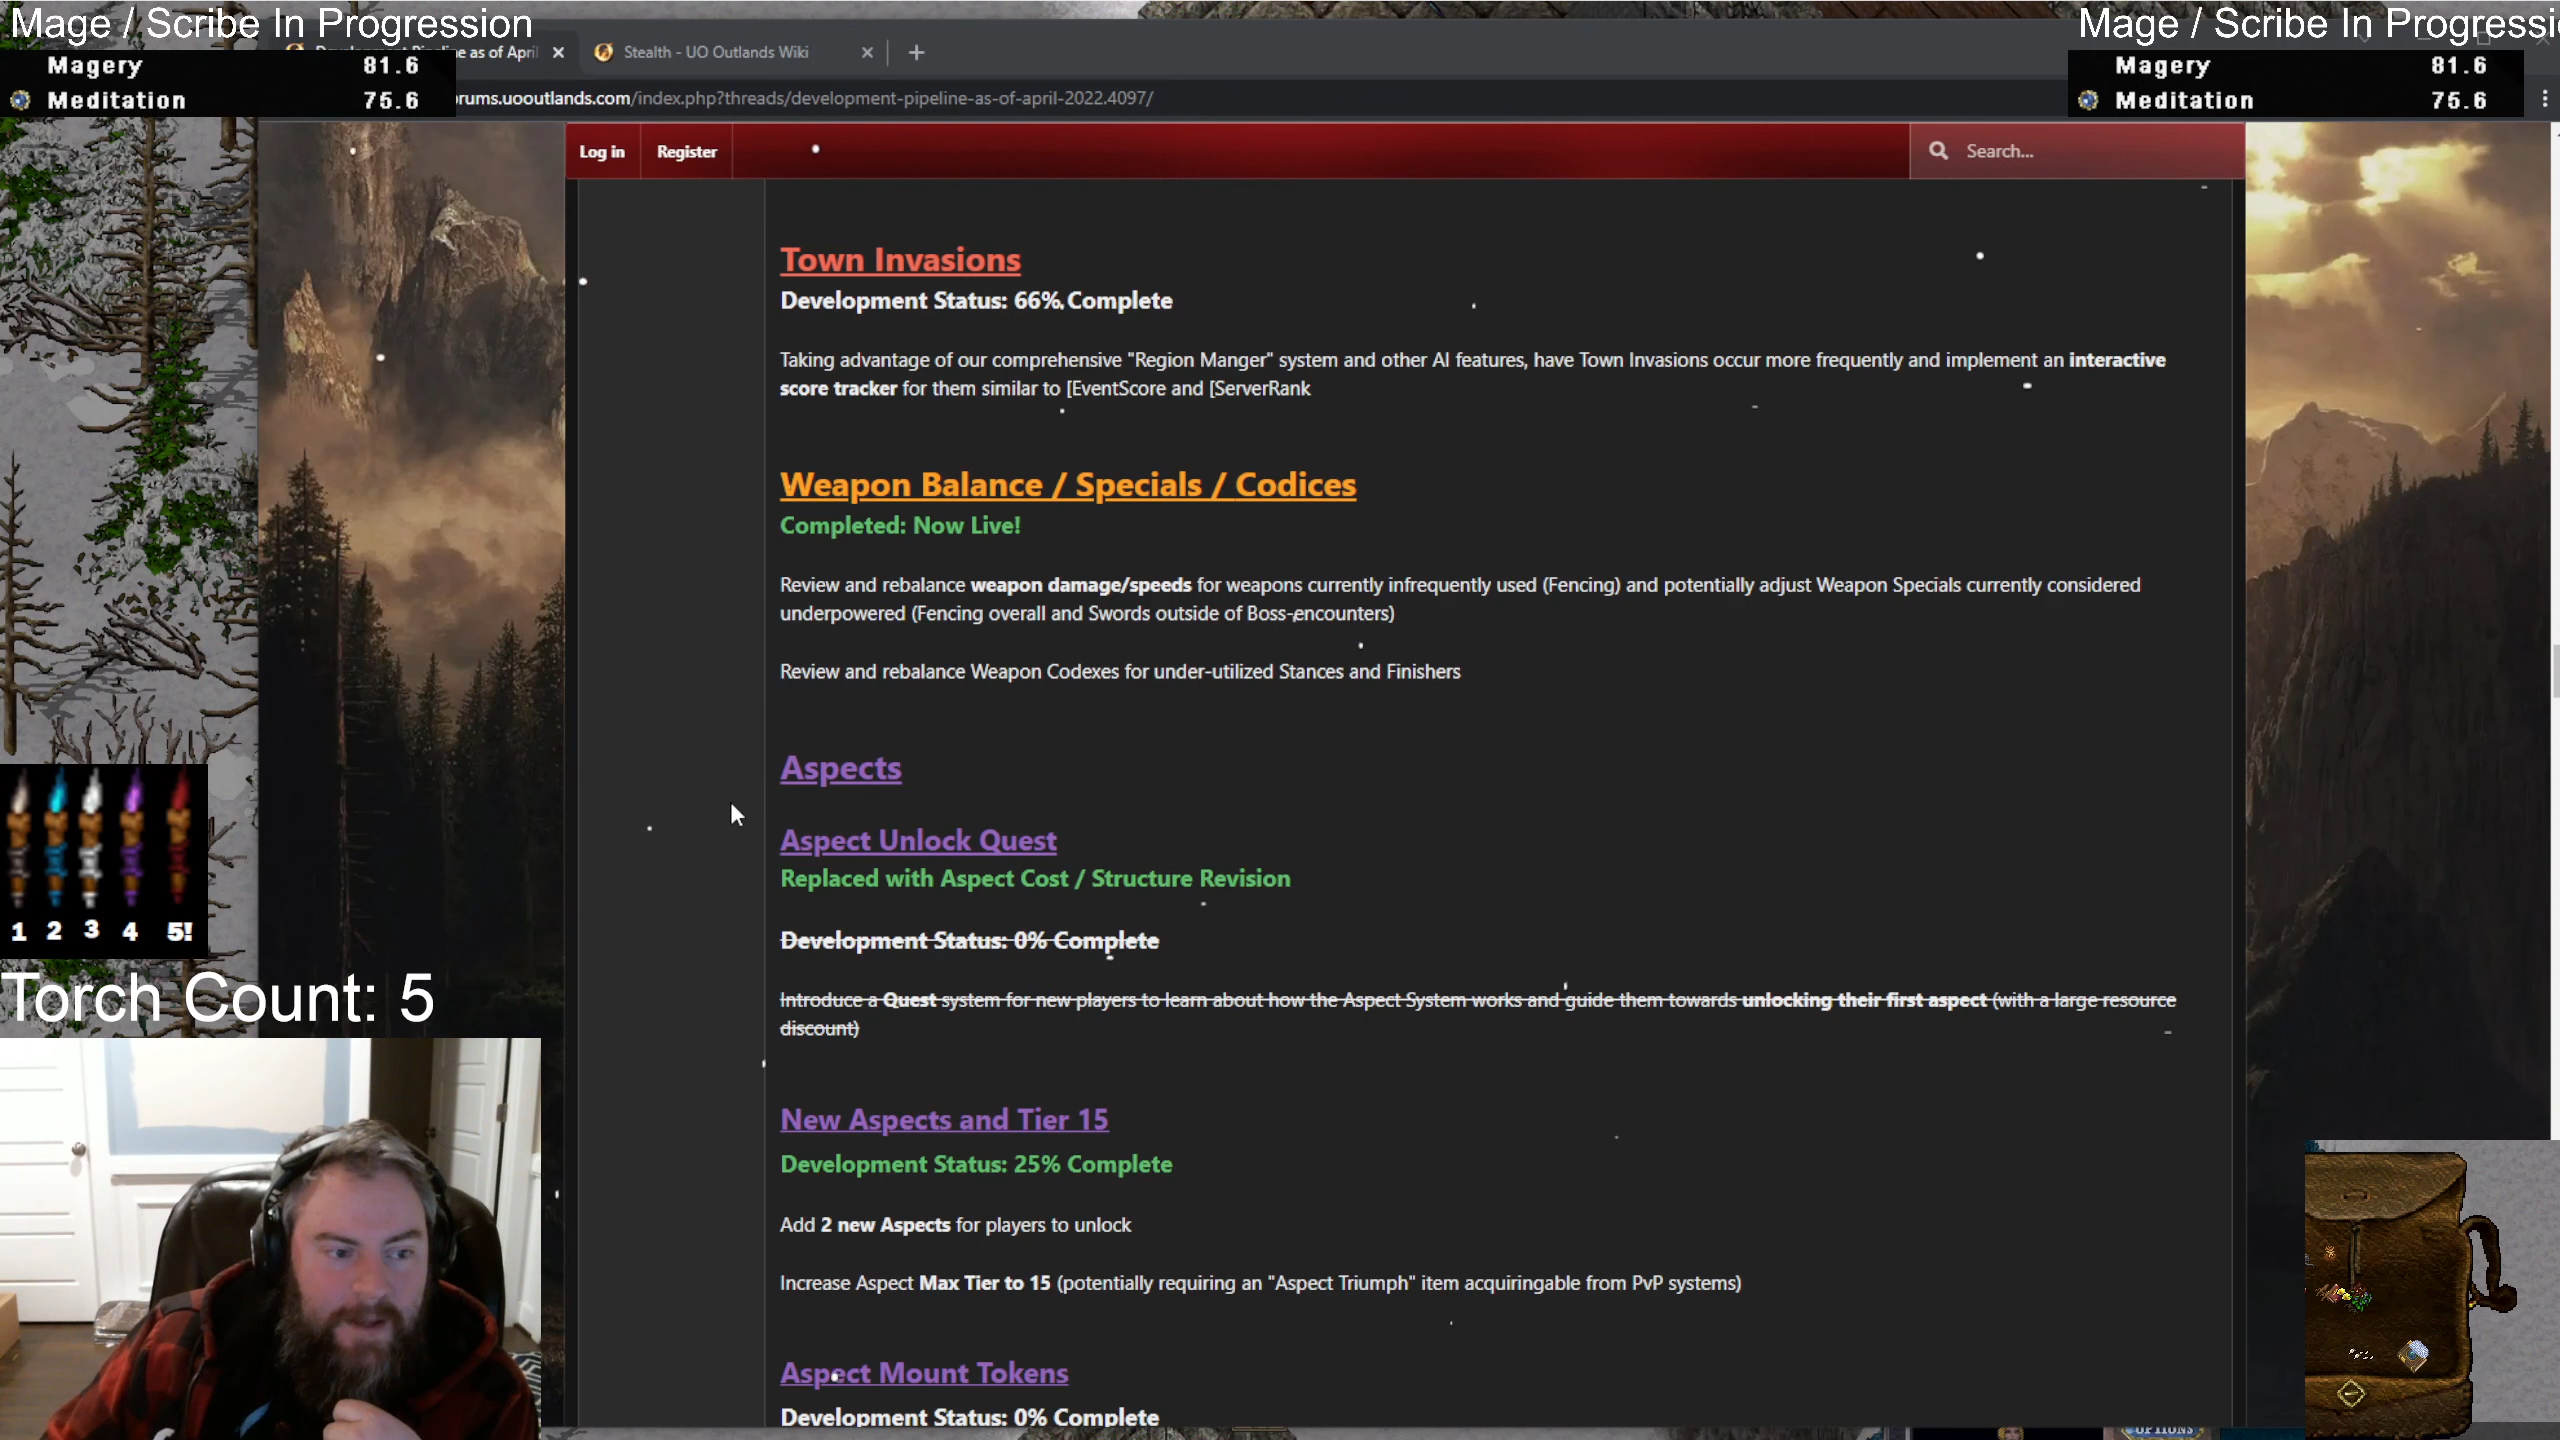 Mage / Scribe In Progression
Mage / Scribe In Progressi
Magery 81.6
Meditation 75.6
Magery 81.6
Meditation 75.6
e as of April
Stealth - UO Outlands Wiki
rums.uooutlands.com/index.php?threads/development-pipeline-as-of-april-2022.4097/
Log in
Register
Search...
Town Invasions
Development Status: 66% Complete
Taking advantage of our comprehensive "Region Manger" system and other AI features, have Town Invasions occur more frequently and implement an interactive
score tracker for them similar to [EventScore and [ServerRank
Weapon Balance / Specials / Codices
Completed: Now Live!
Review and rebalance weapon damage/speeds for weapons currently infrequently used (Fencing) and potentially adjust Weapon Specials currently considered
underpowered (Fencing overall and Swords outside of Boss-encounters)
Review and rebalance Weapon Codexes for under-utilized Stances and Finishers
Aspects
Aspect Unlock Quest
Replaced with Aspect Cost / Structure Revision
Development Status: 0% Complete
Introduce a Quest system for new players to learn about how the Aspect System works and guide them towards unlocking their first aspect (with a large resource
discount)
New Aspects and Tier 15
Development Status: 25% Complete
Add 2 new Aspects for players to unlock
Increase Aspect Max Tier to 15 (potentially requiring an "Aspect Triumph" item acquiringable from PvP systems)
Aspect Mount Tokens
Development Status: 0% Complete
1 2 3 4 5!
Torch Count: 5
OPTIONS